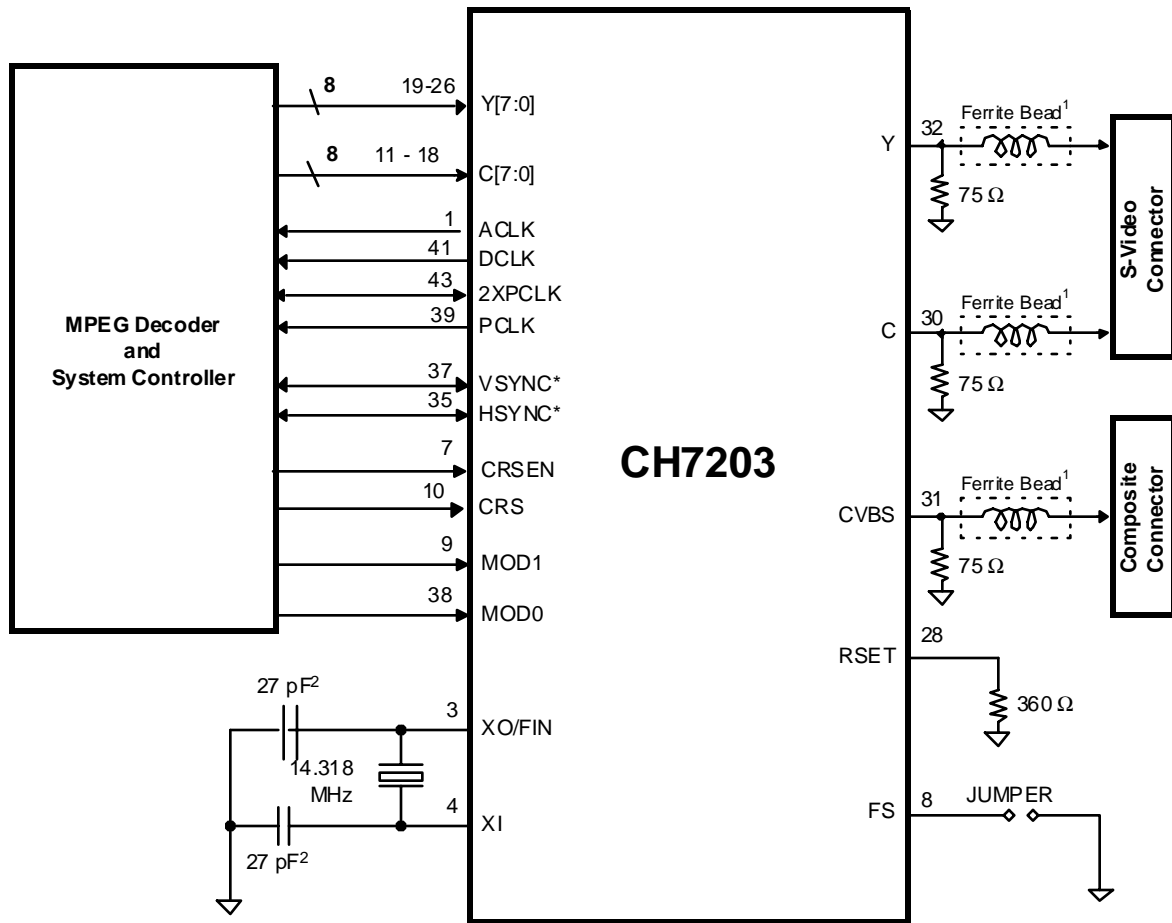 MPEG Decoder
and
System Controller
8
19-26
Y[7:0]
8
11 - 18
C[7:0]
1
ACLK
41
DCLK
43
2XPCLK
39
PCLK
37
VSYNC*
35
HSYNC*
7
CRSEN
10
CRS
9
MOD1
38
MOD0
27 pF2
3
XO/FIN
14.318
MHz
4
XI
27 pF2
CH7203
Y
32
Ferrite Bead1
75 Ω
C
30
Ferrite Bead1
75 Ω
S-Video
Connector
CVBS
31
Ferrite Bead1
75 Ω
Composite
Connector
RSET
28
360 Ω
FS
8
JUMPER